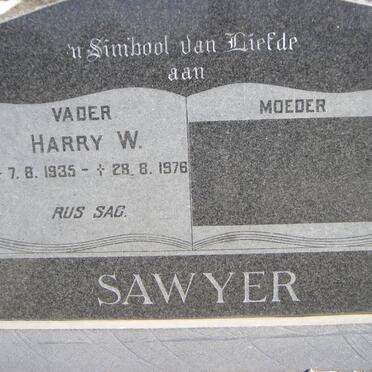 'n Simbool van Liefde
aan
VADER
HARRY W.
- 7. 8. 1935 - † 28. 8. 1976
RUS SAG.
MOEDER
SAWYER